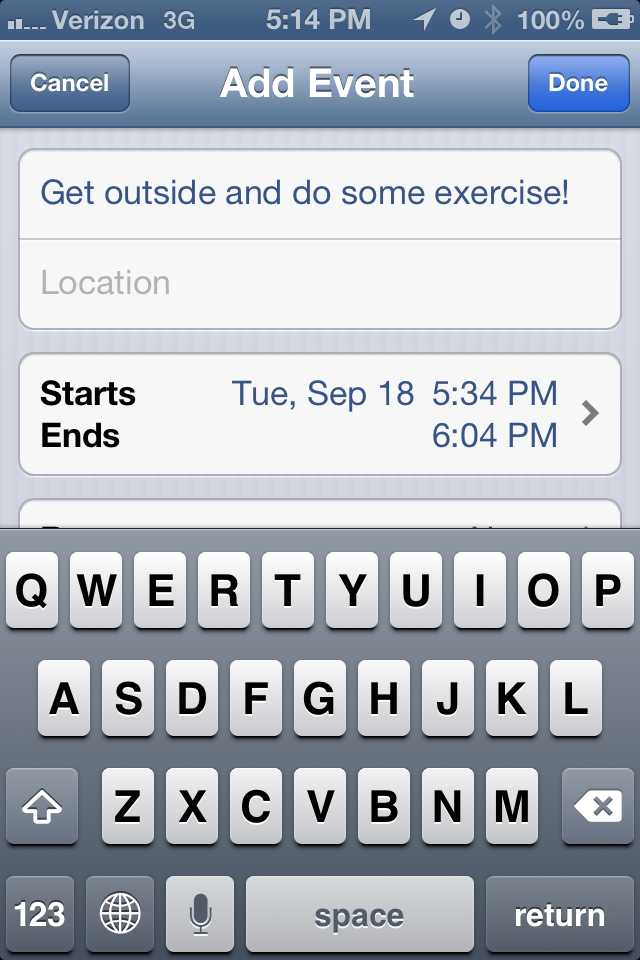 Verizon 3G 5:14 PM 100%
Cancel Add Event Done
Get outside and do some exercise!
Location
Starts Tue, Sep 18 5:34 PM
Ends 6:04 PM
Q W E R T Y U I O P
A S D F G H J K L
Z X C V B N M
123 space return